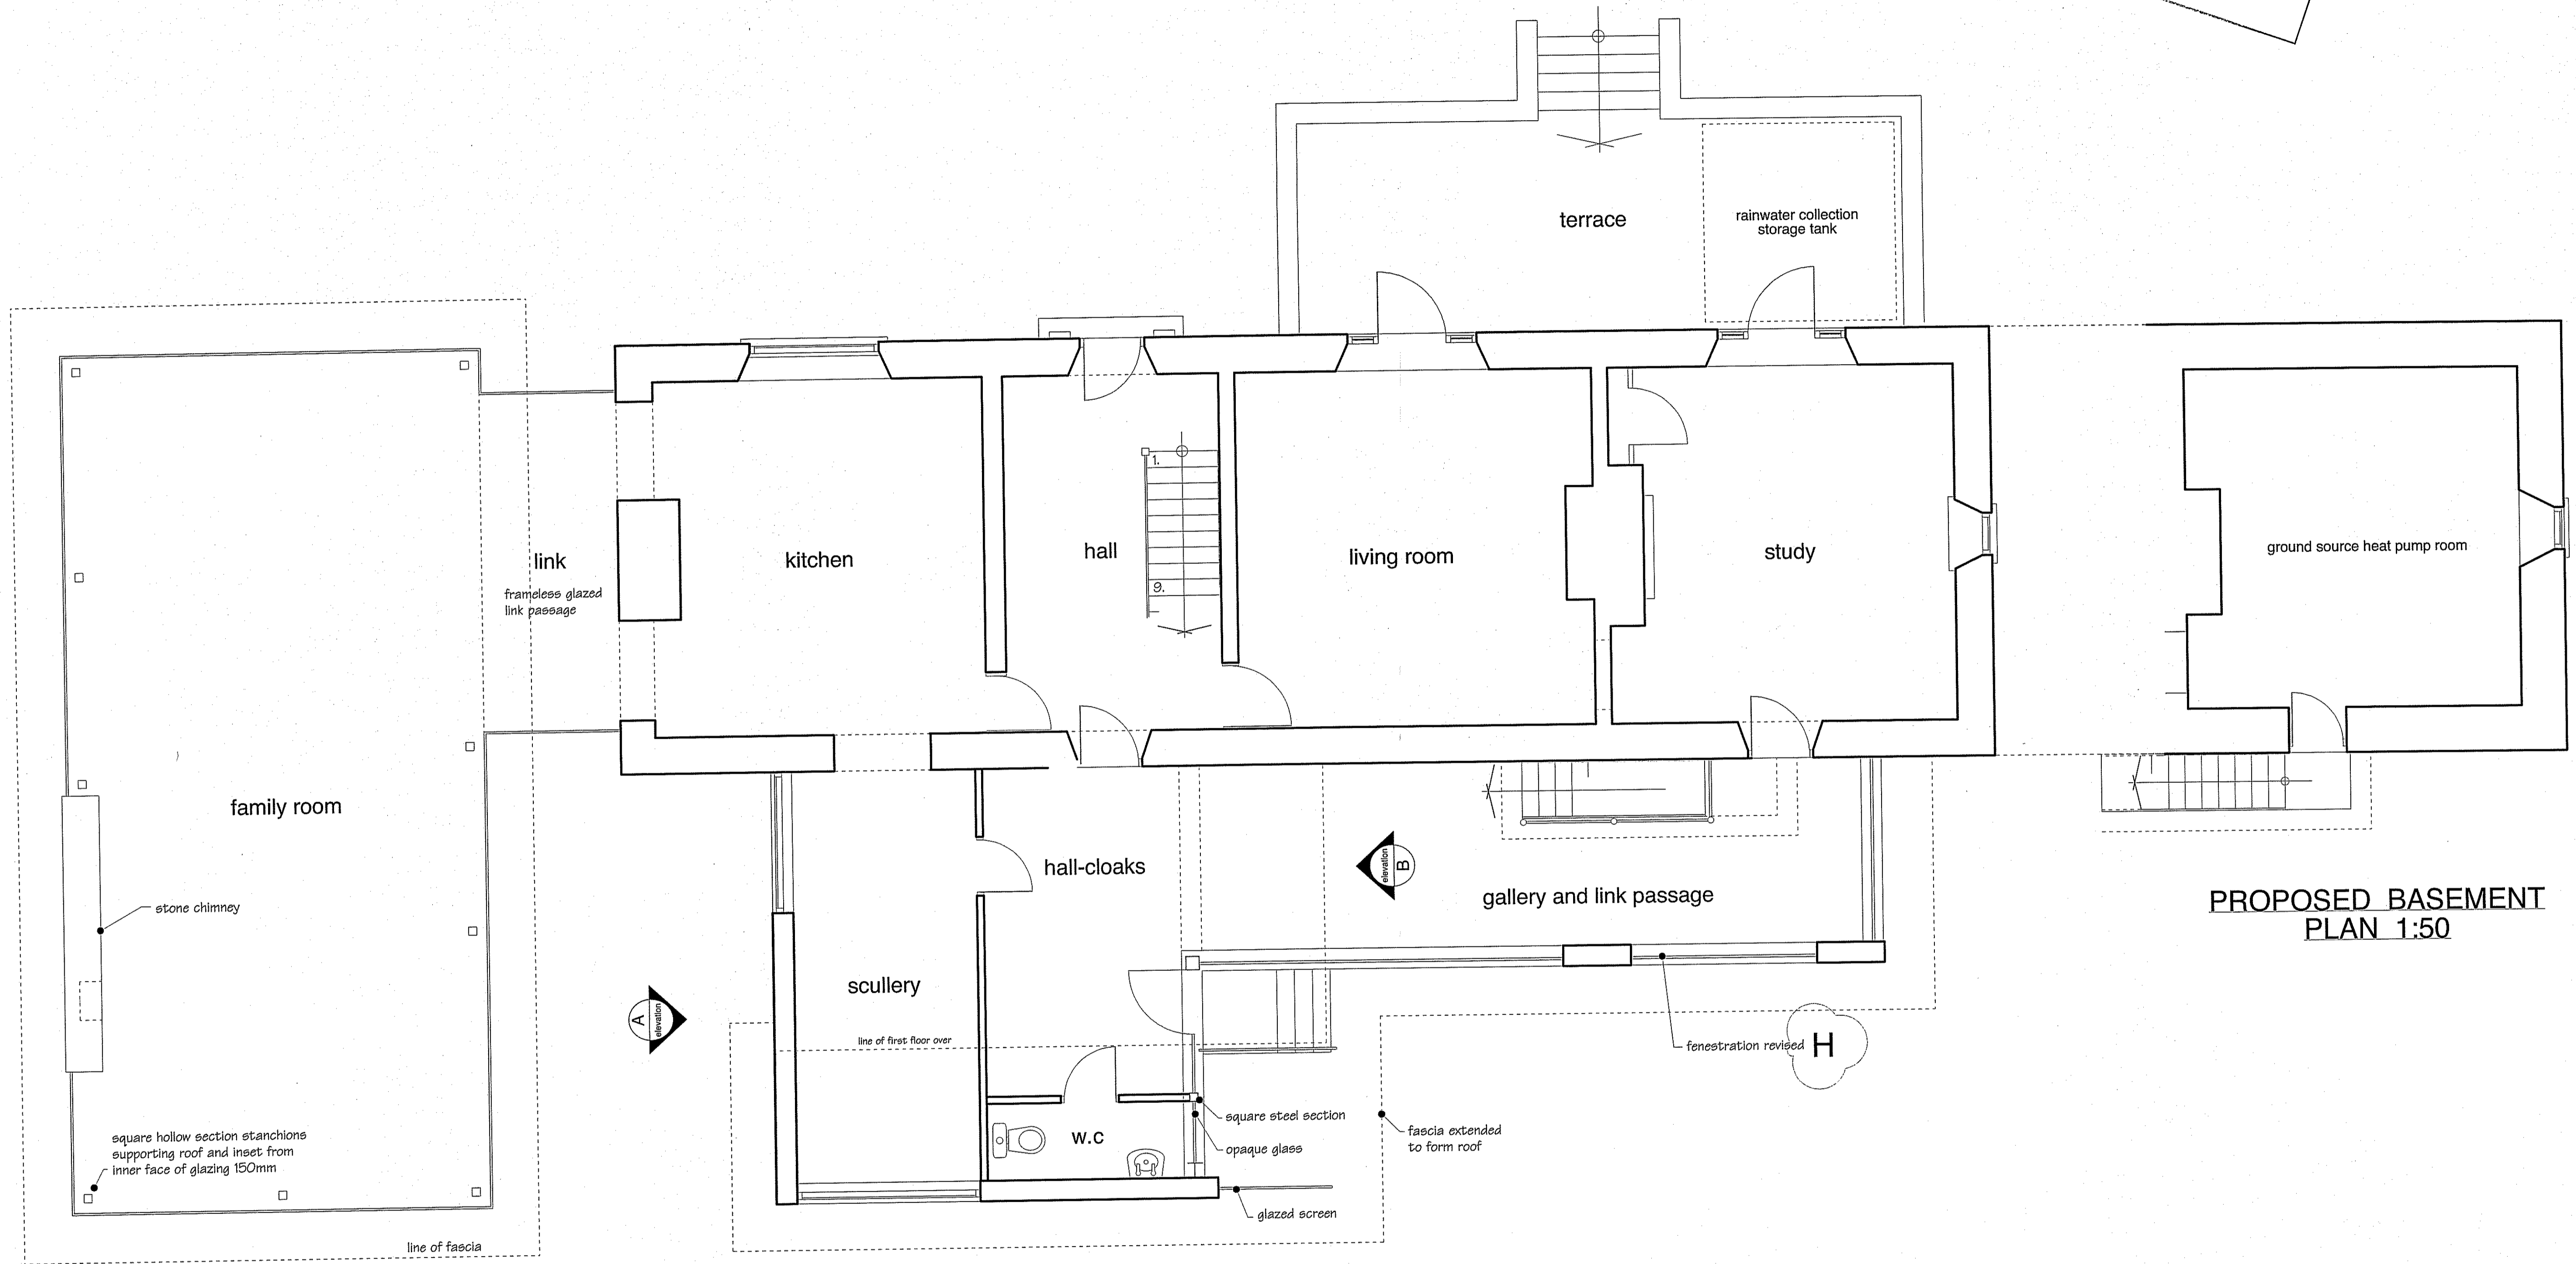 terrace
rainwater collection
storage tank
1.
9.
link
frameless glazed
link passage
kitchen
hall
living room
study
ground source heat pump room
family room
stone chimney
hall-cloaks
elevation
B
gallery and link passage
PROPOSED BASEMENT
PLAN 1:50
scullery
A
elevation
line of first floor over
fenestration revised
H
square steel section
opaque glass
w.c
fascia extended
to form roof
square hollow section stanchions
supporting roof and inset from
inner face of glazing 150mm
glazed screen
line of fascia